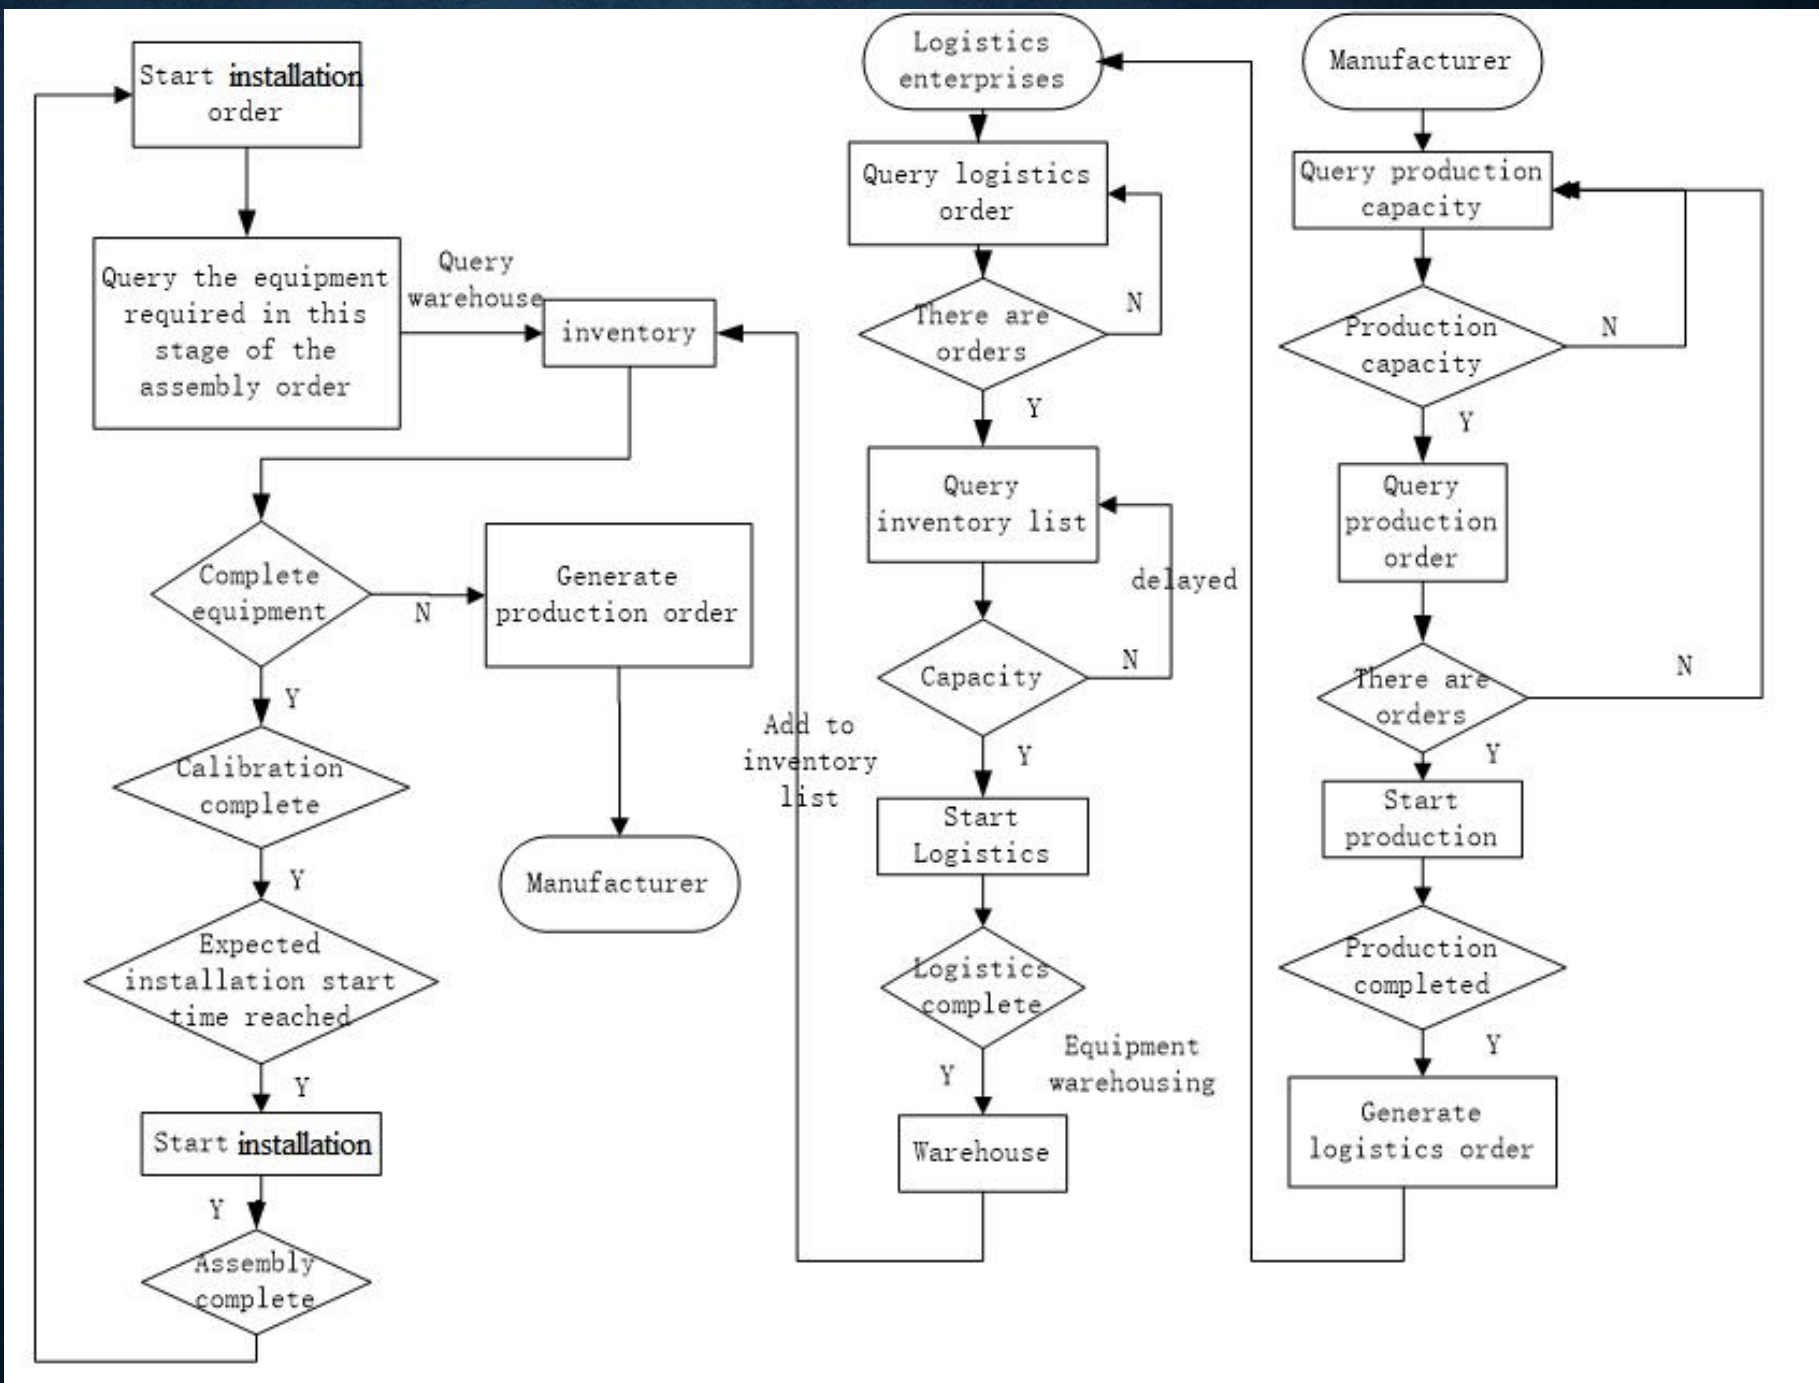 Start installation
order
Query the equipment
required in this
stage of the
assembly order
Query
warehouse
inventory
Complete
equipment
N
Generate
production order
Y
Calibration
complete
Manufacturer
Y
Expected
installation start
time reached
Y
Start installation
Y
Assembly
complete
Add to
inventory
list
Logistics
enterprises
Query logistics
order
There are
orders
N
Y
Query
inventory list
delayed
Capacity
N
Y
Start
Logistics
Logistics
complete
Y
Equipment
warehousing
Warehouse
Manufacturer
Query production
capacity
Production
capacity
N
Y
Query
production
order
There are
orders
N
Y
Start
production
Production
completed
Y
Generate
logistics order